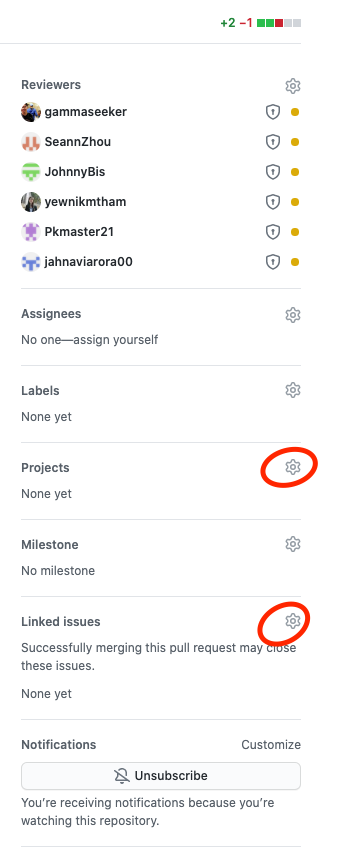 +2 −1
Reviewers
gammaseeker
SeannZhou
JohnnyBis
yewnikmtham
Pkmaster21
jahnaviarora00
Assignees
No one—assign yourself
Labels
None yet
Projects
None yet
Milestone
No milestone
Linked issues
Successfully merging this pull request may close
these issues.
None yet
Notifications
Customize
Unsubscribe
You’re receiving notifications because you’re
watching this repository.